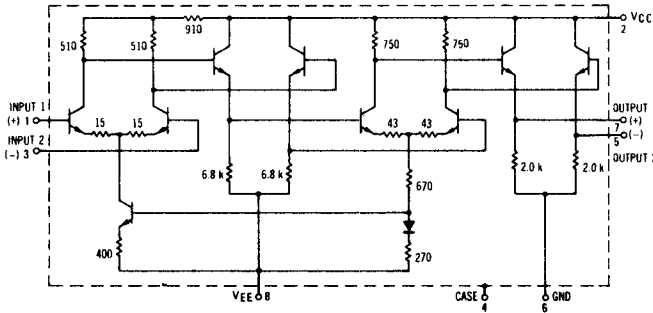 510
510
910
750
750
VCC
2
INPUT 1
(+) 1
15
15
43
43
OUTPUT
(+)
7
INPUT 2
(-) 3
(-)
5
OUTPUT
6.8 k
6.8 k
670
2.0 k
2.0 k
400
270
VEE 8
CASE
4
GND
6